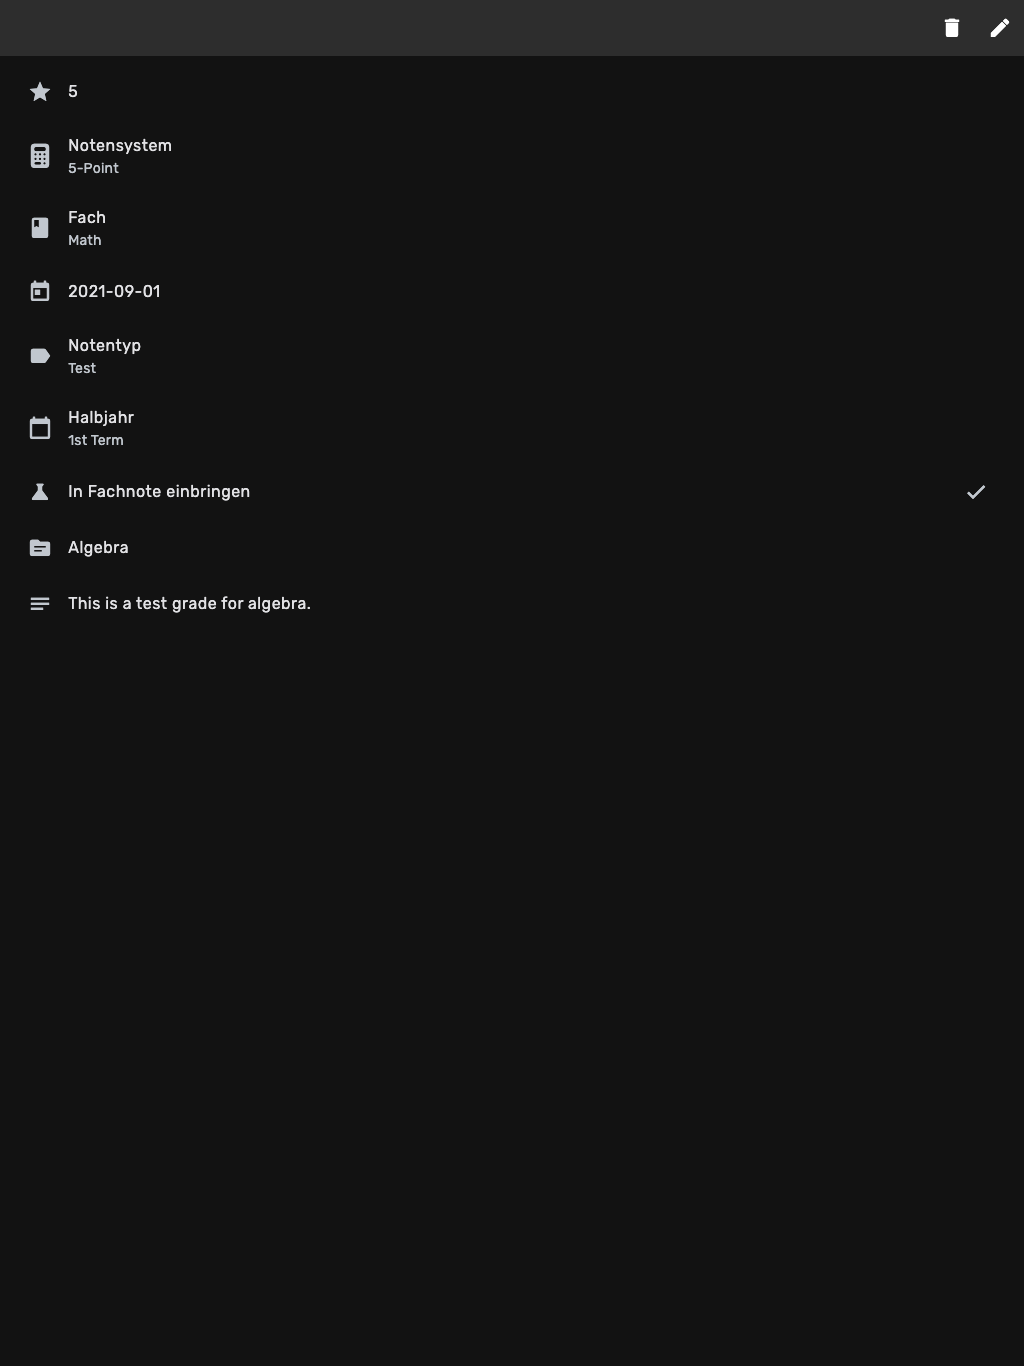 5
Notensystem
5-Point
Fach
Math
2021-09-01
Notentyp
Test
Halbjahr
1st Term
In Fachnote einbringen
Algebra
This is a test grade for algebra.